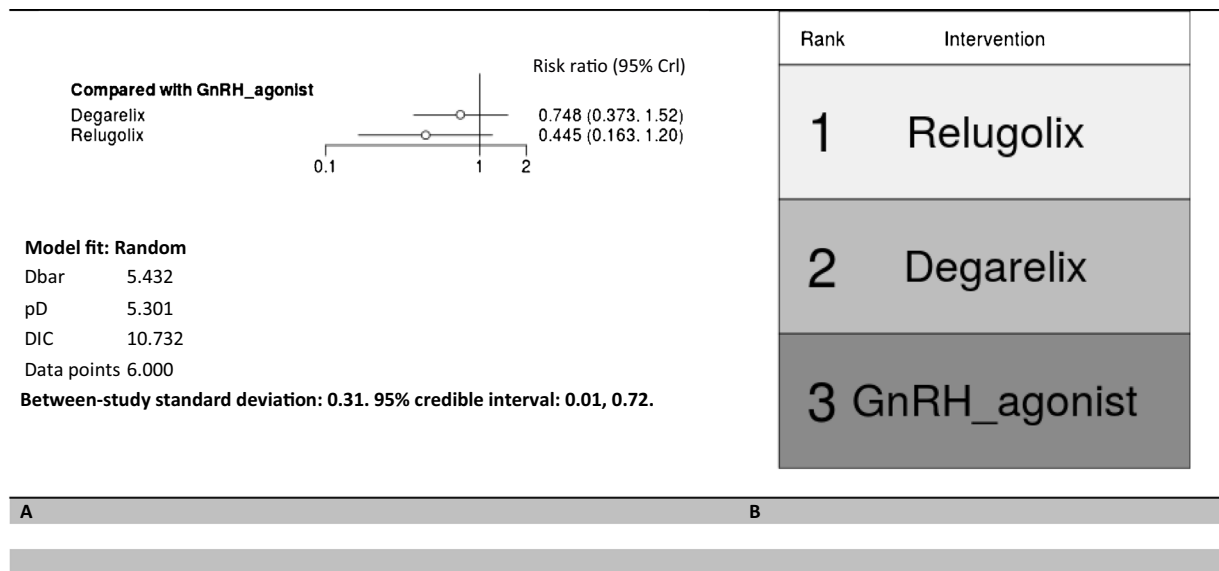 Risk ratio (95% Crl)
Compared with GnRH_agonist
Degarelix 0.748 (0.373. 1.52)
Relugolix 0.445 (0.163. 1.20)
0.1 1 2
Model fit: Random
Dbar 5.432
pD 5.301
DIC 10.732
Data points 6.000
Between-study standard deviation: 0.31. 95% credible interval: 0.01, 0.72.
Rank Intervention
1 Relugolix
2 Degarelix
3 GnRH_agonist
A B